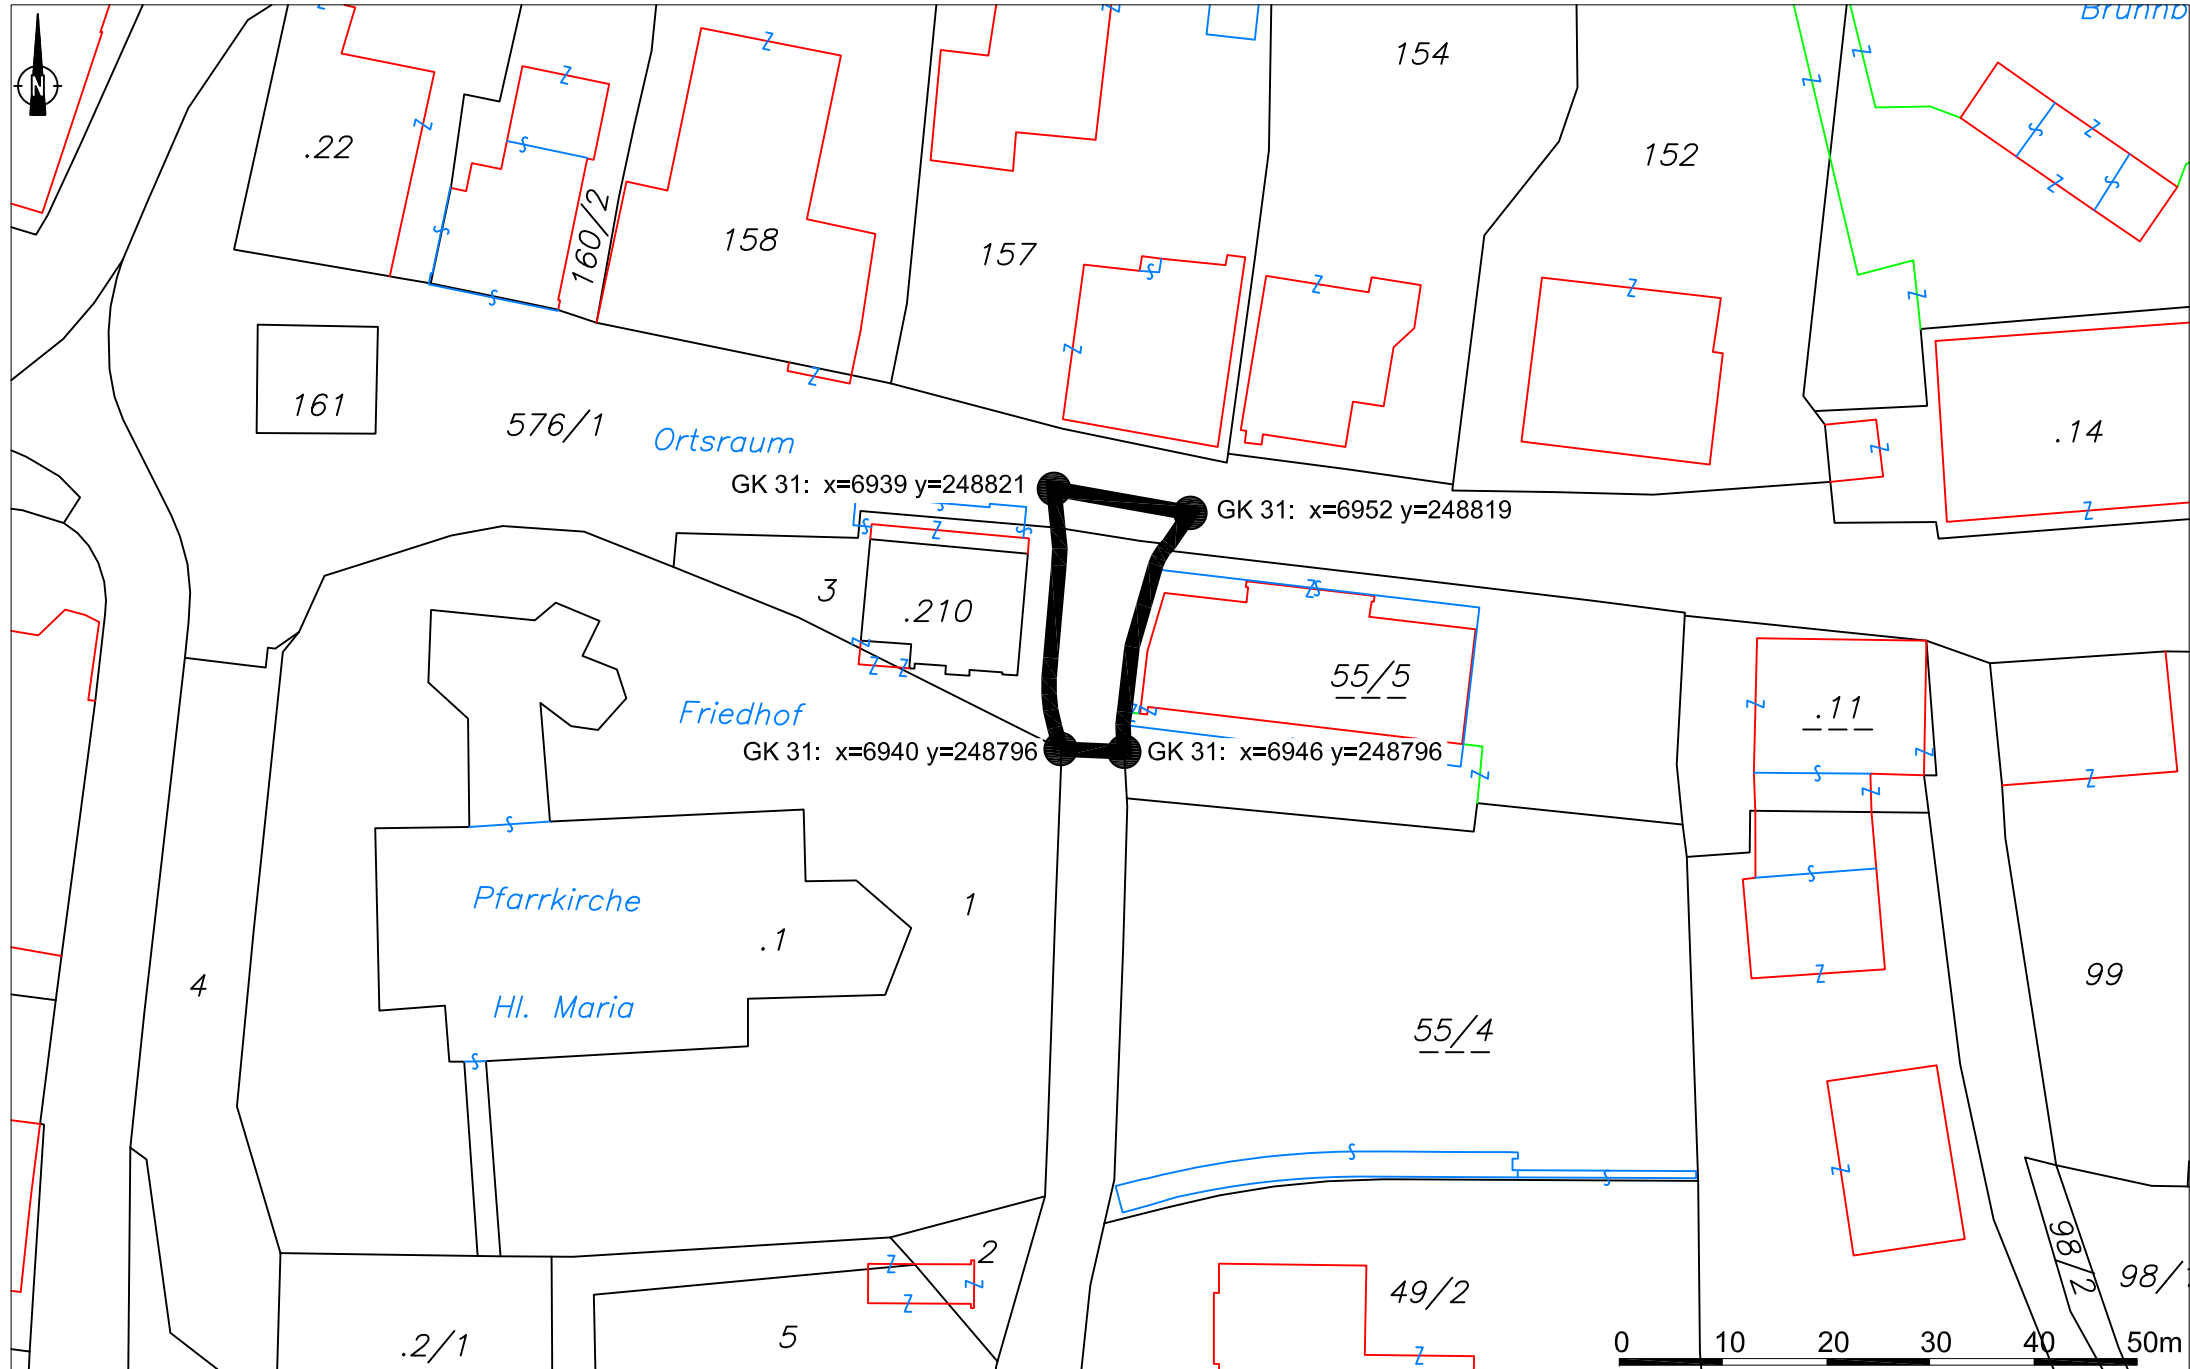 N
154
.22
152
160/2
158
157
161
576/1
Ortsraum
.14
GK 31: x=6939 y=248821
GK 31: x=6952 y=248819
3
.210
55/5
.11
Friedhof
GK 31: x=6940 y=248796
GK 31: x=6946 y=248796
Pfarrkirche
1
.1
4
99
Hl. Maria
55/4
2
98/2
98/
49/2
.2/1
5
0 10 20 30 40 50m